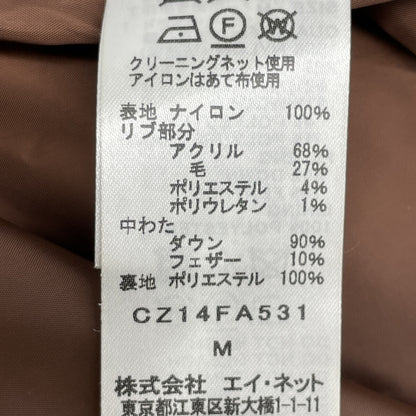 クリーニングネット使用
アイロンはあて布使用
表地 ナイロン 100%
リブ部分
アクリル 68%
毛 27%
ポリエステル 4%
ポリウレタン 1%
中わた
ダウン 90%
フェザー 10%
裏地 ポリエステル 100%
CZ14FA531
M
株式会社 エイ・ネット
東京都江東区新大橋1-1-11